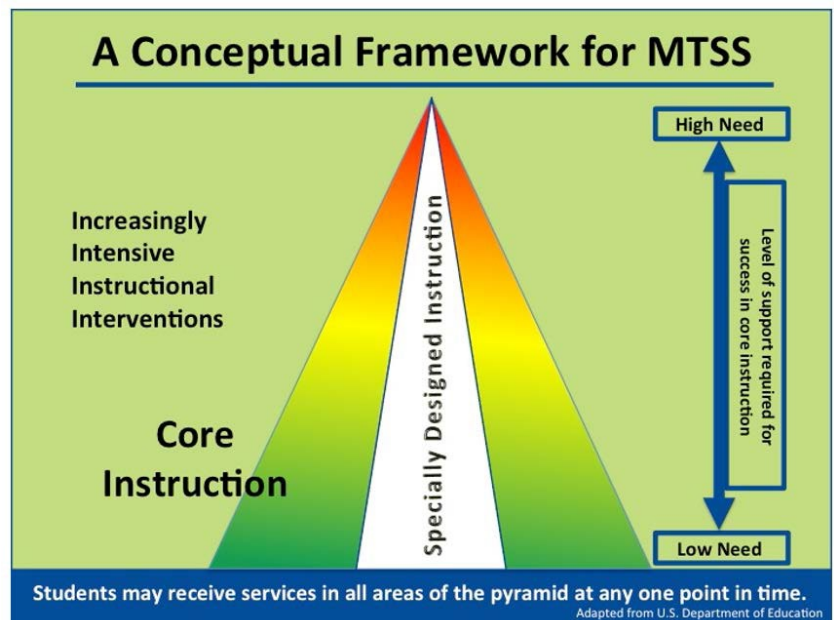 A Conceptual Framework for MTSS
High Need
Increasingly
Intensive
Instructional
Interventions
Specially Designed Instruction
Level of support required for
success in core instruction
Core
Instruction
Low Need
Students may receive services in all areas of the pyramid at any one point in time.
Adapted from U.S. Department of Education